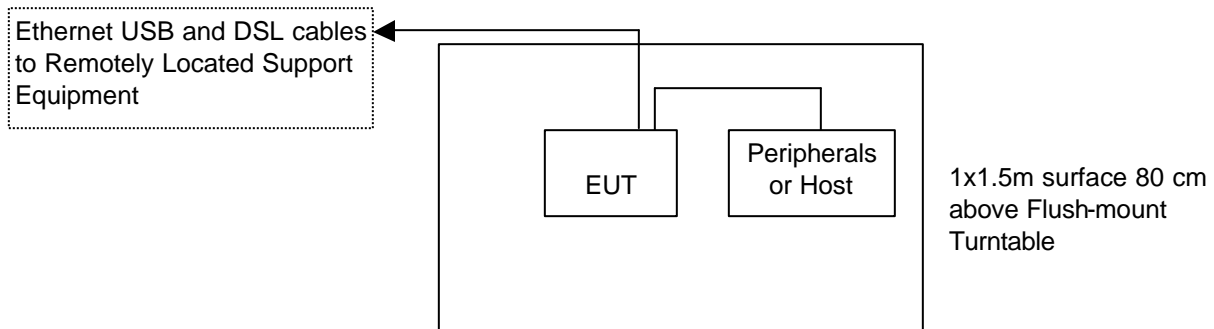 Ethernet USB and DSL cables
to Remotely Located Support
Equipment
EUT
Peripherals
or Host
1x1.5m surface 80 cm
above Flush-mount
Turntable